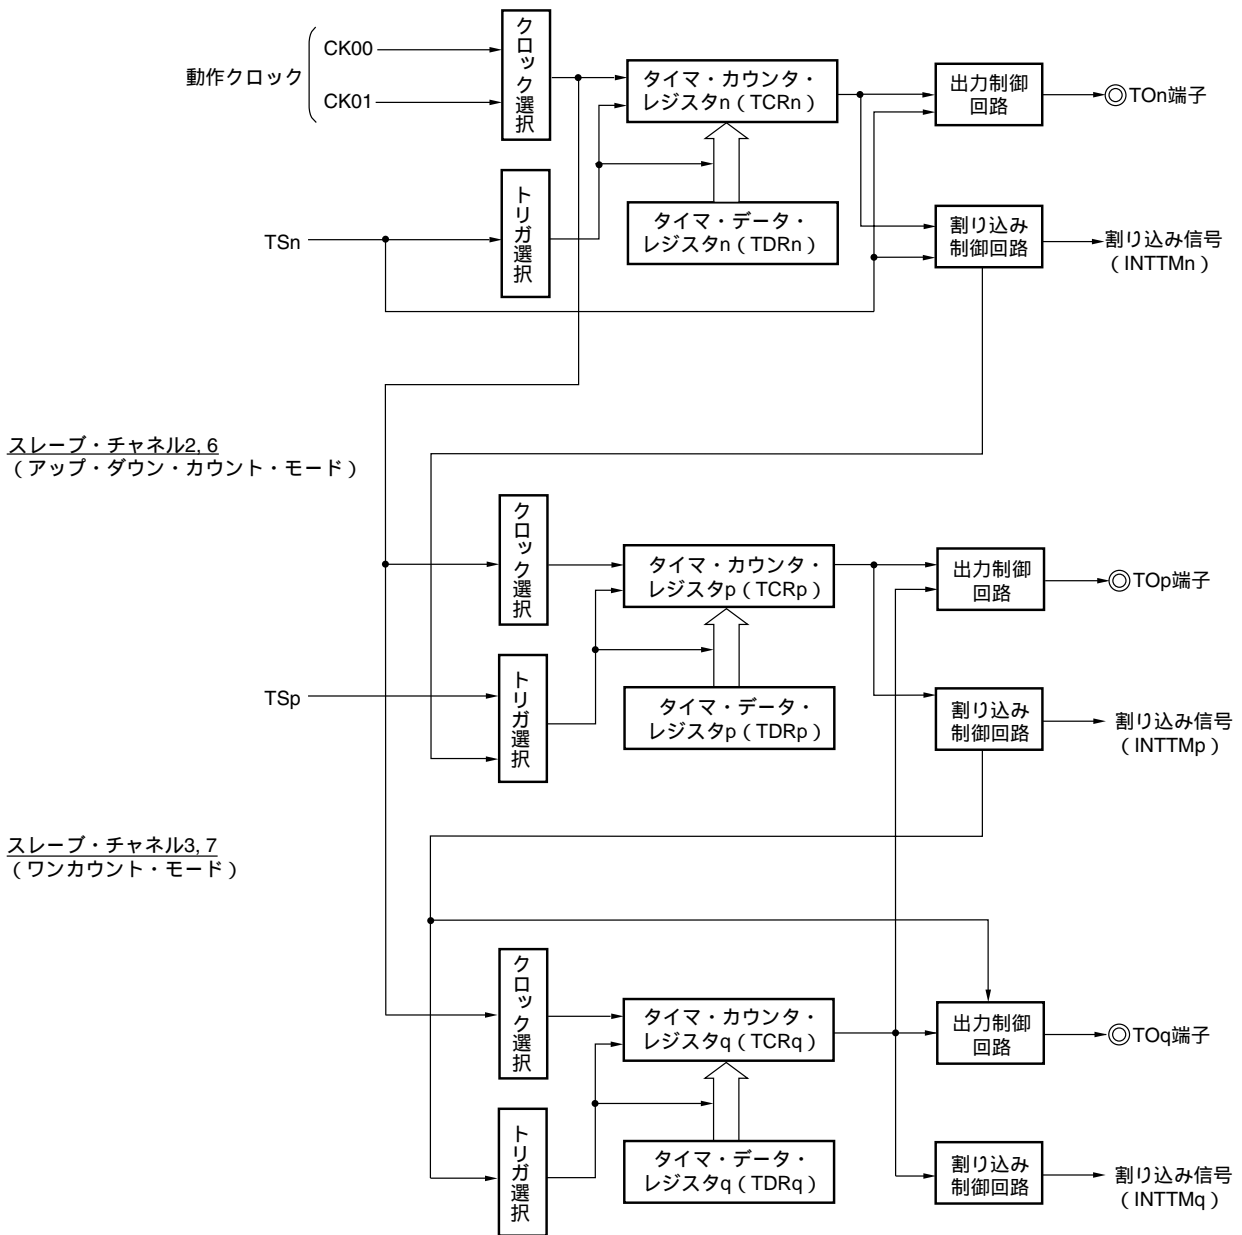 動作クロック
CK00
CK01
クロック選択
タイマ・カウンタ・
レジスタn（TCRn）
出力制御
回路
TOn端子
TSn
トリガ選択
タイマ・データ・
レジスタn（TDRn）
割り込み
制御回路
割り込み信号
（INTTMn）
スレーブ・チャネル2, 6
（アップ・ダウン・カウント・モード）
クロック選択
タイマ・カウンタ・
レジスタp（TCRp）
出力制御
回路
TOp端子
TSp
トリガ選択
タイマ・データ・
レジスタp（TDRp）
割り込み
制御回路
割り込み信号
（INTTMp）
スレーブ・チャネル3, 7
（ワンカウント・モード）
クロック選択
タイマ・カウンタ・
レジスタq（TCRq）
出力制御
回路
TOq端子
トリガ選択
タイマ・データ・
レジスタq（TDRq）
割り込み
制御回路
割り込み信号
（INTTMq）